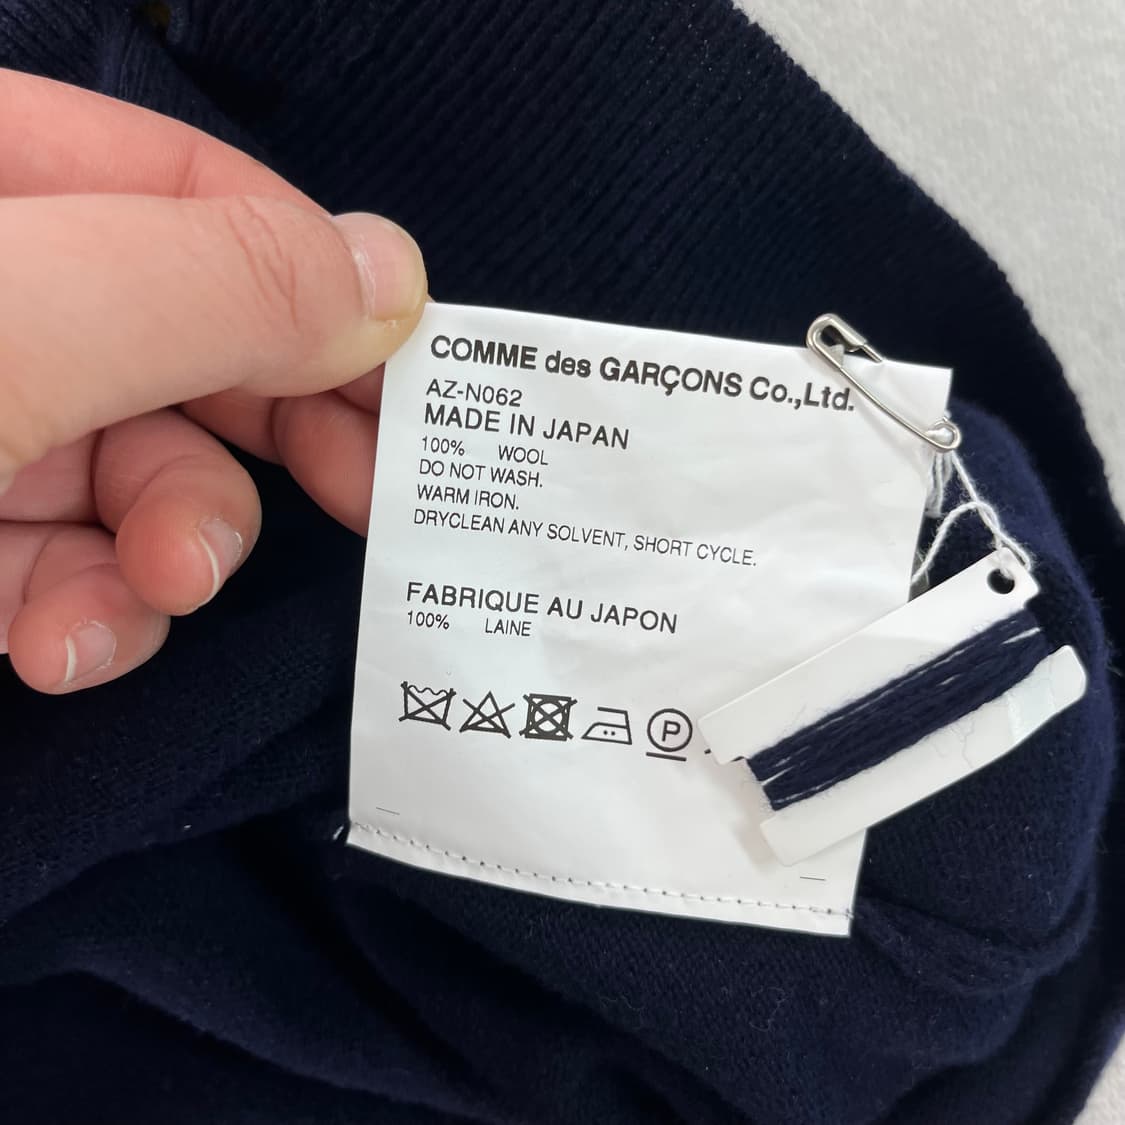 COMME des GARÇONS Co.,Ltd.
AZ-N062
MADE IN JAPAN
100% WOOL
DO NOT WASH.
WARM IRON.
DRYCLEAN ANY SOLVENT, SHORT CYCLE.
FABRIQUE AU JAPON
100% LAINE
P